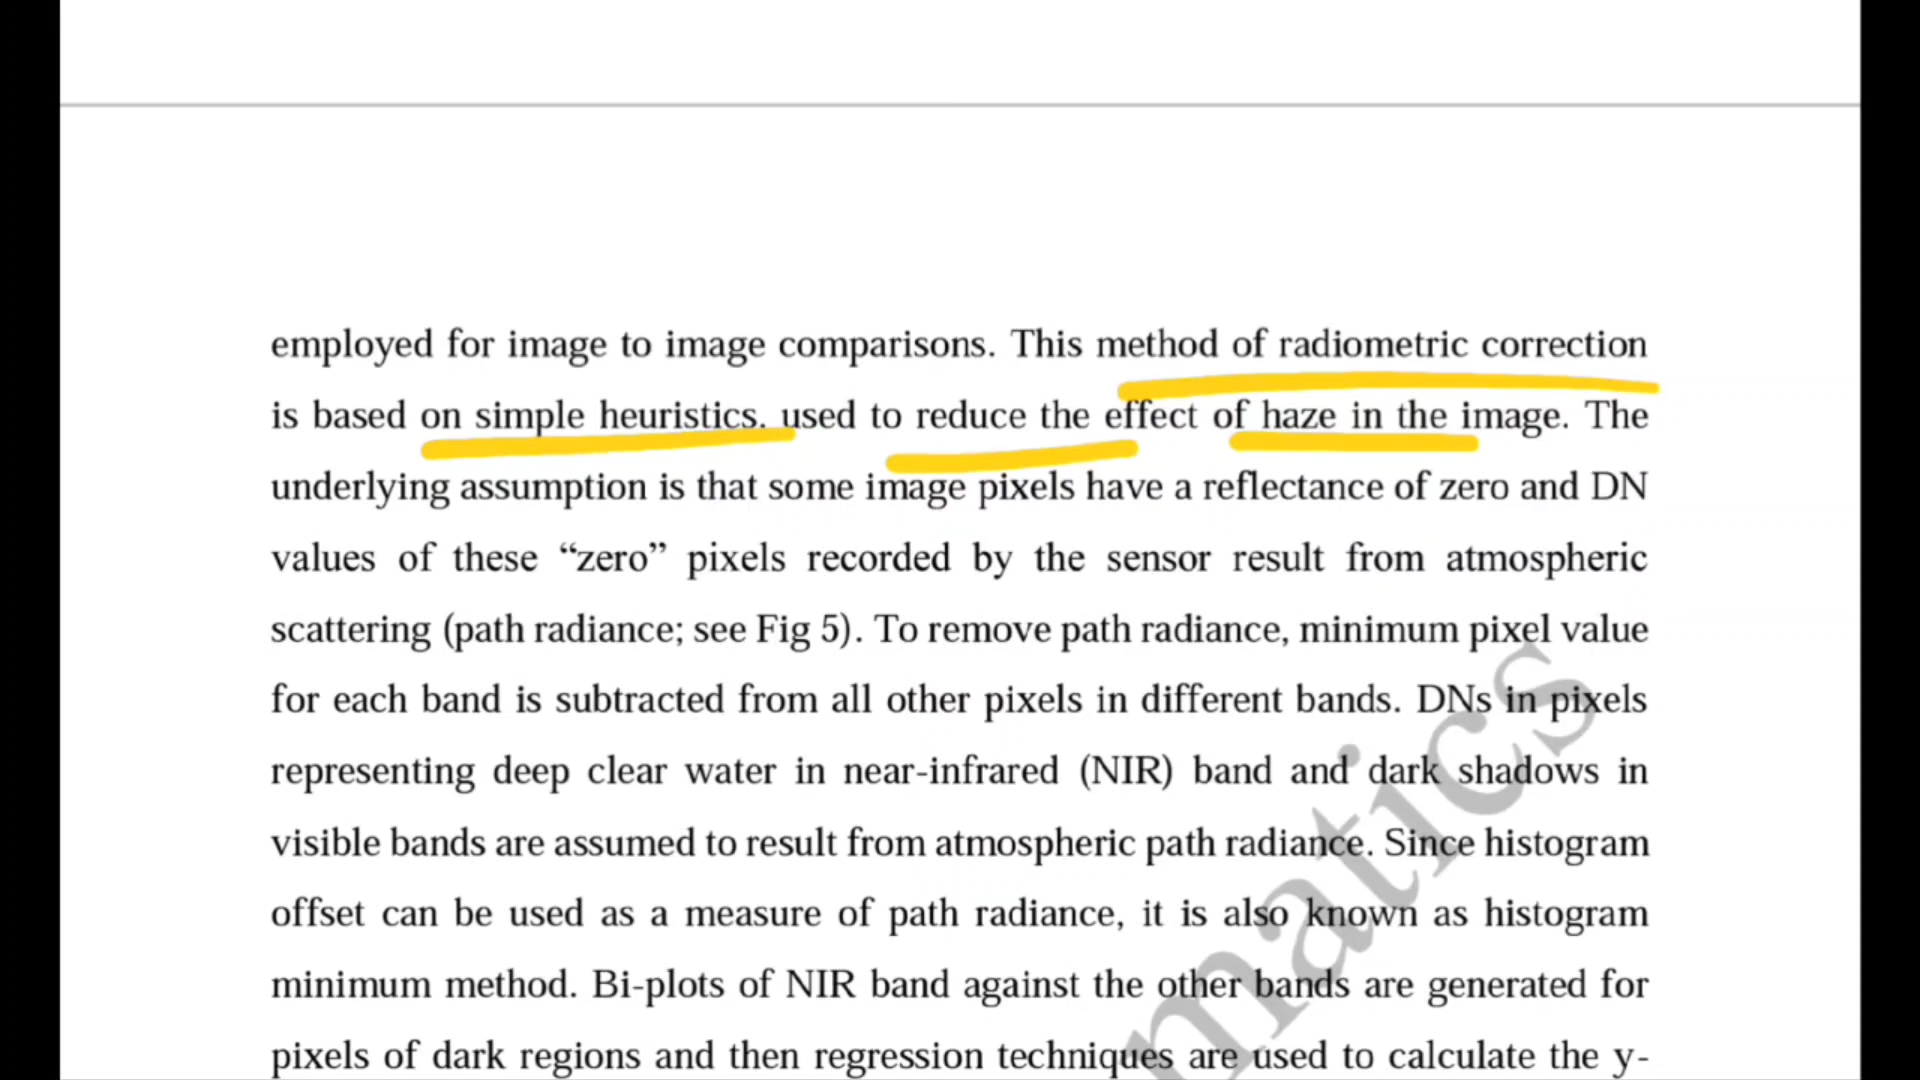 employed for image to image comparisons. This method of radiometric correction
is based on simple heuristics. used to reduce the effect of haze in the image. The
underlying assumption is that some image pixels have a reflectance of zero and DN
values of these “zero” pixels recorded by the sensor result from atmospheric
scattering (path radiance; see Fig 5). To remove path radiance, minimum pixel value
for each band is subtracted from all other pixels in different bands. DNs in pixels
representing deep clear water in near-infrared (NIR) band and dark shadows in
visible bands are assumed to result from atmospheric path radiance. Since histogram
offset can be used as a measure of path radiance, it is also known as histogram
minimum method. Bi-plots of NIR band against the other bands are generated for
pixels of dark regions and then regression techniques are used to calculate the y-
matics